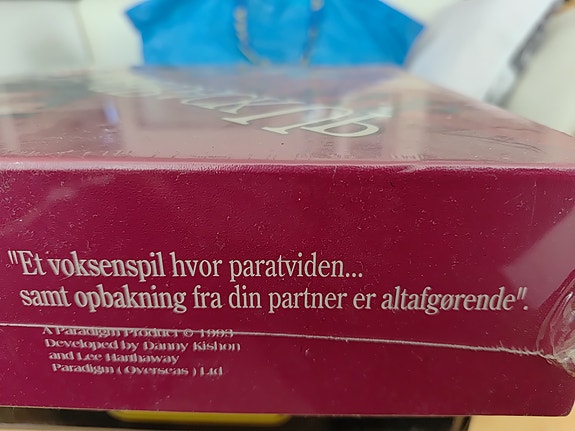 "Et voksenspil hvor paratviden...
samt opbakning fra din partner er altafgørende".
A Paradigm Product © 1993
Developed by Danny Kishon
and Lee Harthaway
Paradigm ( Overseas ) Ltd